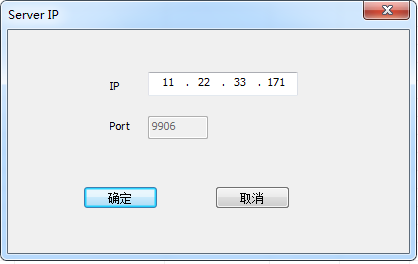 Server IP
IP 11 . 22 . 33 . 171
Port 9906
确定 取消